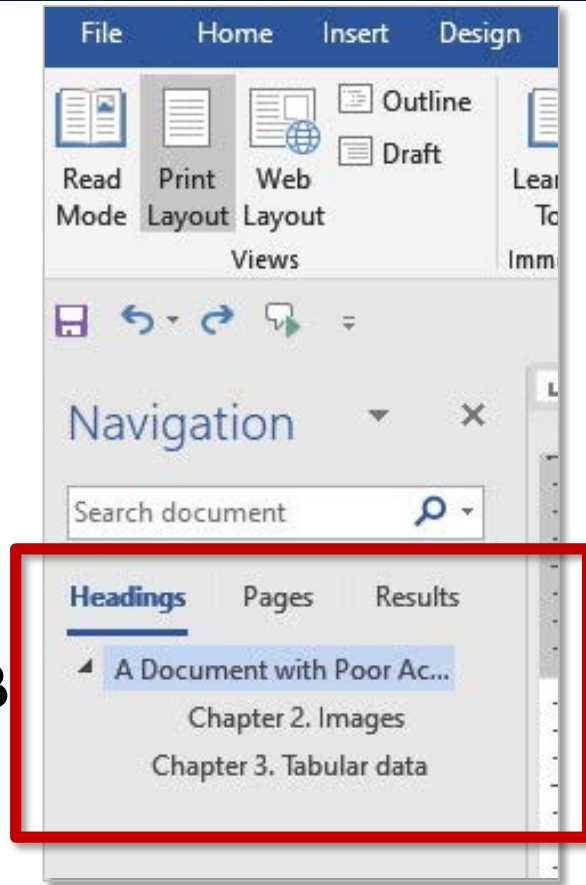 File Home Insert Design
Outline
Draft
Read Mode
Print Layout
Web Layout
Views
Navigation
Search document
Headings Pages Results
A Document with Poor Ac...
Chapter 2. Images
Chapter 3. Tabular data